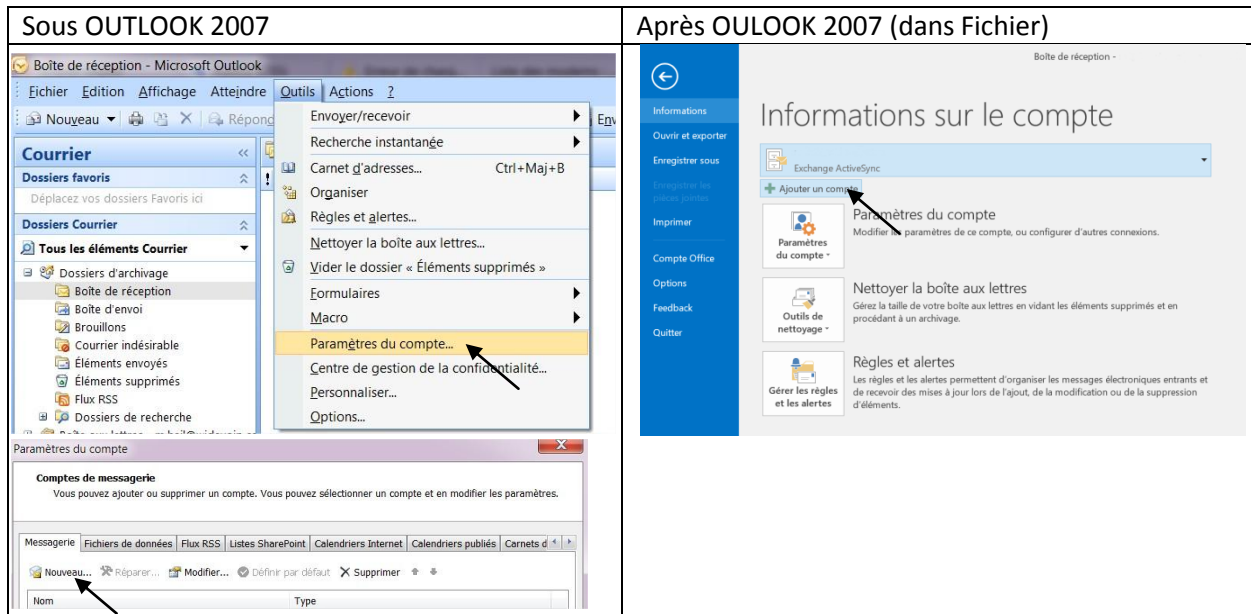 Sous OUTLOOK 2007
Après OULOOK 2007 (dans Fichier)
Boîte de réception - Microsoft Outlook
Fichier Edition Affichage Atteindre Outils Actions ?
Nouveau Répond
Env
Courrier
Dossiers favoris
Déplacez vos dossiers Favoris ici
Dossiers Courrier
Tous les éléments Courrier
Dossiers d'archivage
Boîte de réception
Boîte d'envoi
Brouillons
Courrier indésirable
Éléments envoyés
Éléments supprimés
Flux RSS
Dossiers de recherche
Envoyer/recevoir
Recherche instantanée
Carnet d'adresses... Ctrl+Maj+B
Organiser
Règles et alertes...
Nettoyer la boîte aux lettres...
Vider le dossier « Éléments supprimés »
Formulaires
Macro
Paramètres du compte...
Centre de gestion de la confidentialité...
Personnaliser...
Options...
Paramètres du compte
Comptes de messagerie
Vous pouvez ajouter ou supprimer un compte. Vous pouvez sélectionner un compte et en modifier les paramètres.
Messagerie Fichiers de données Flux RSS Listes SharePoint Calendriers Internet Calendriers publiés Carnets d
Nouveau... Réparer... Modifier... Définir par défaut Supprimer
Nom Type
Boîte de réception -
Informations
Ouvrir et exporter
Enregistrer sous
Enregistrer les
pièces jointes
Imprimer
Compte Office
Options
Feedback
Quitter
Informations sur le compte
Exchange ActiveSync
Ajouter un compte
Paramètres
du compte
Paramètres du compte
Modifier les paramètres de ce compte, ou configurer d'autres connexions.
Outils de
nettoyage
Nettoyer la boîte aux lettres
Gérez la taille de votre boîte aux lettres en vidant les éléments supprimés et en
procédant à un archivage.
Gérer les règles
et les alertes
Règles et alertes
Les règles et les alertes permettent d'organiser les messages électroniques entrants et
de recevoir des mises à jour lors de l'ajout, de la modification ou de la suppression
d'éléments.